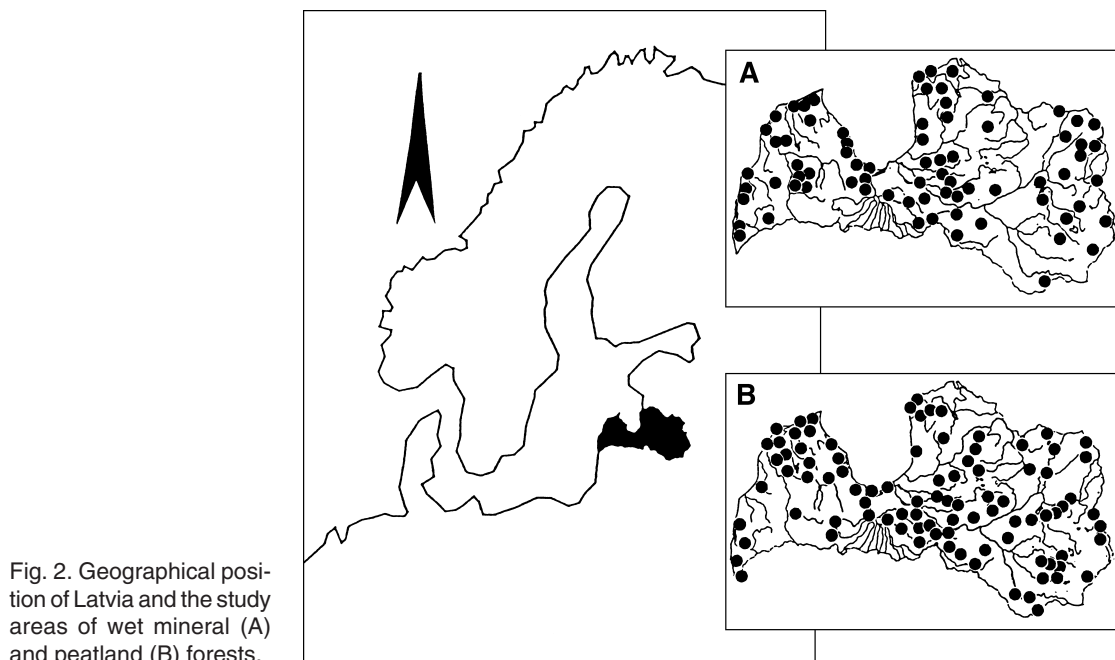 A
B
Fig. 2. Geographical posi-
tion of Latvia and the study
areas of wet mineral (A)
and peatland (B) forests.